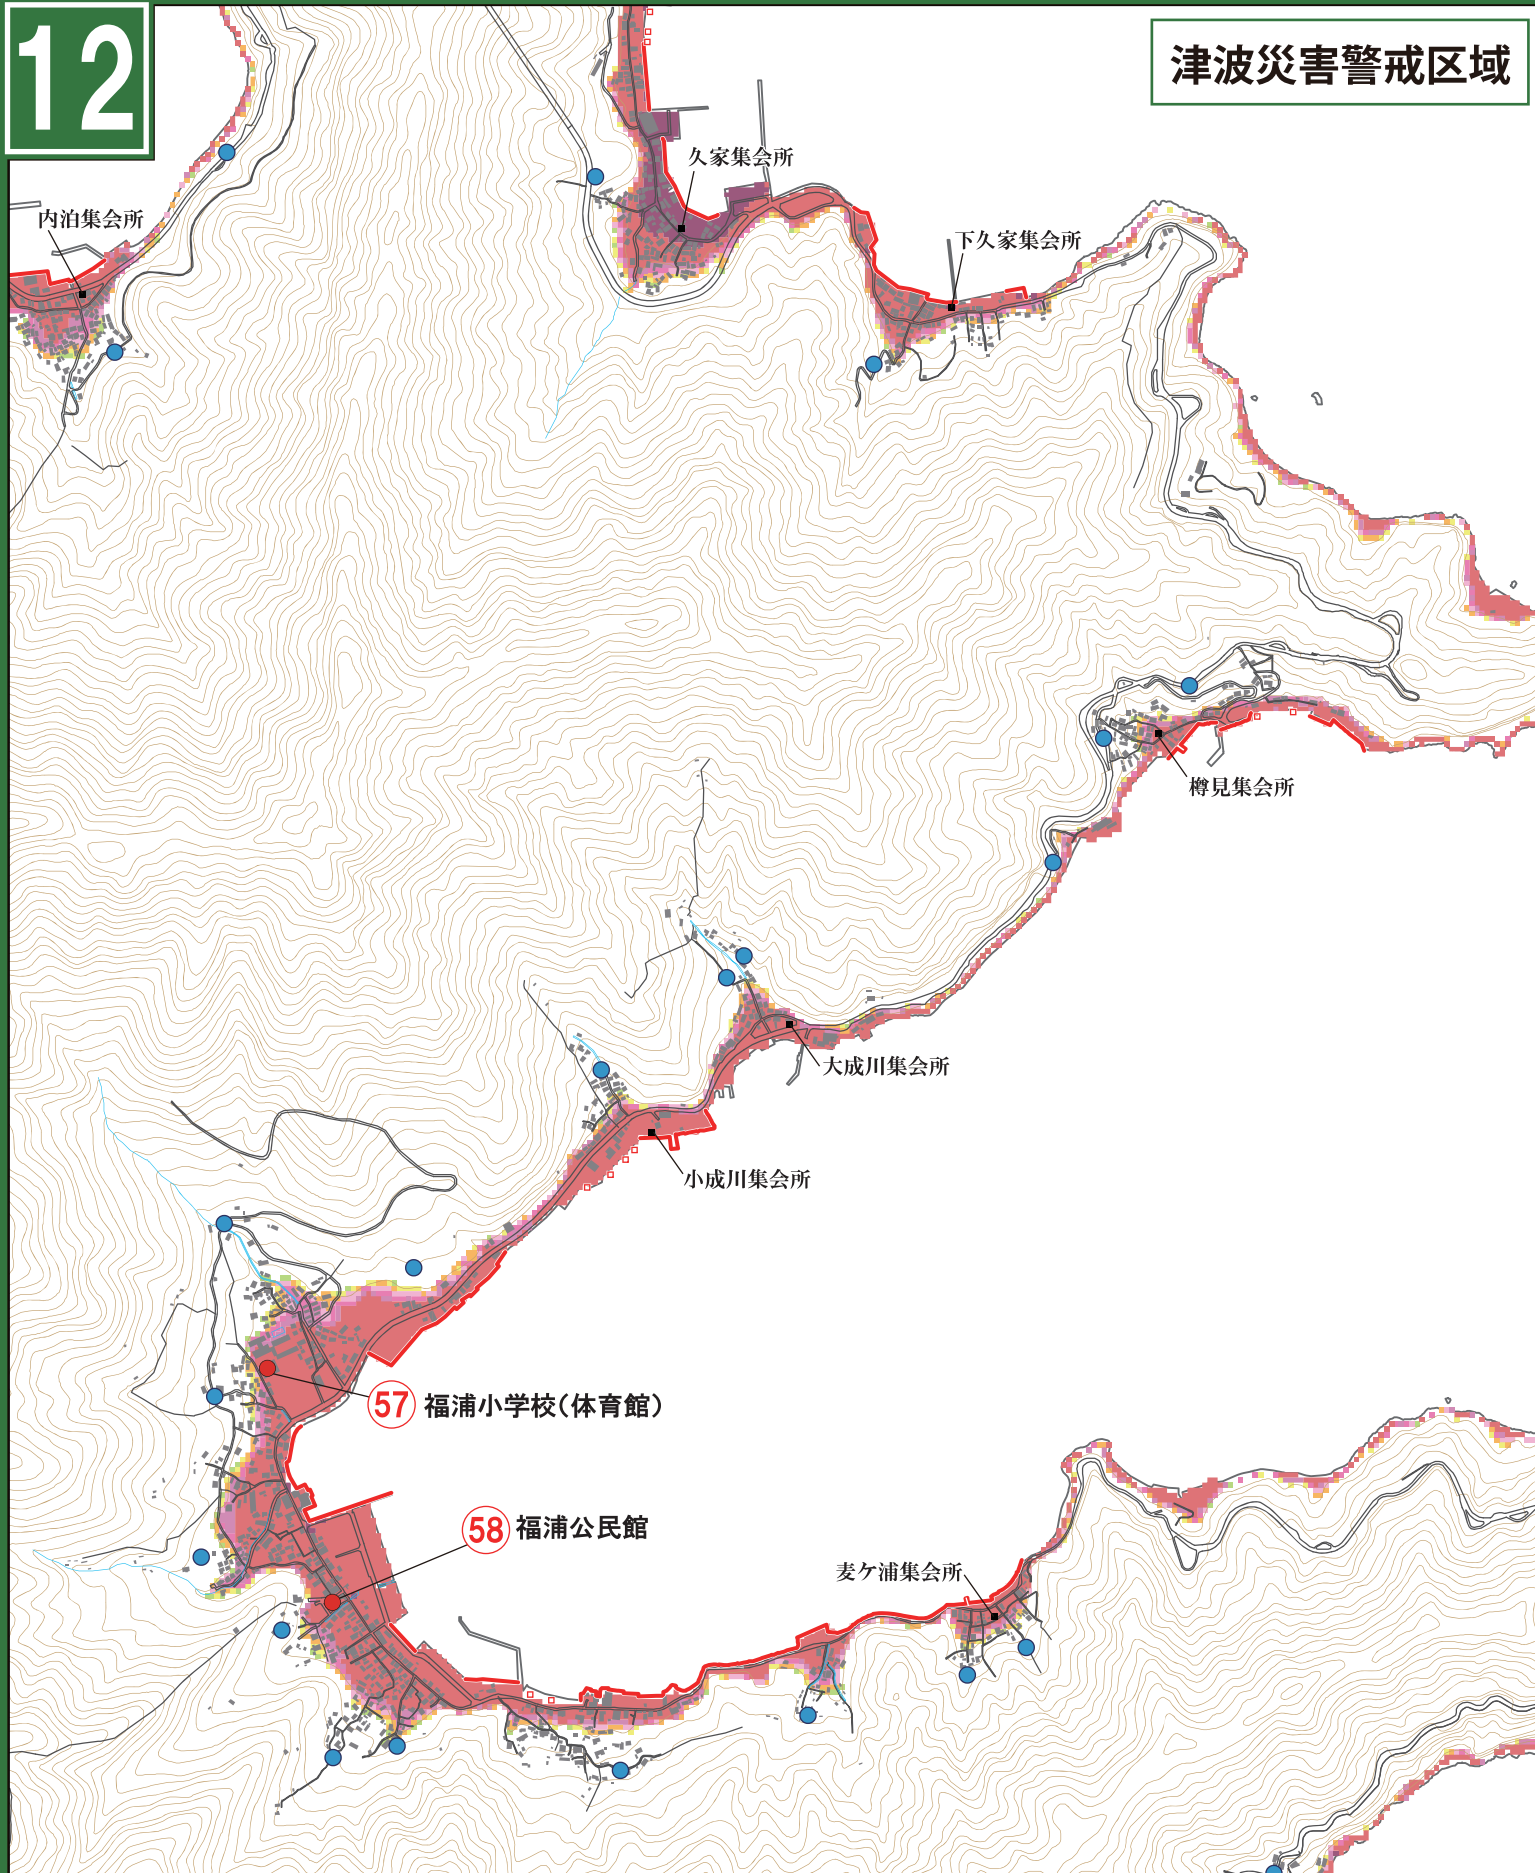 12
津波災害警戒区域
久家集会所
内泊集会所
下久家集会所
樽見集会所
大成川集会所
小成川集会所
57 福浦小学校(体育館)
58 福浦公民館
麦ケ浦集会所